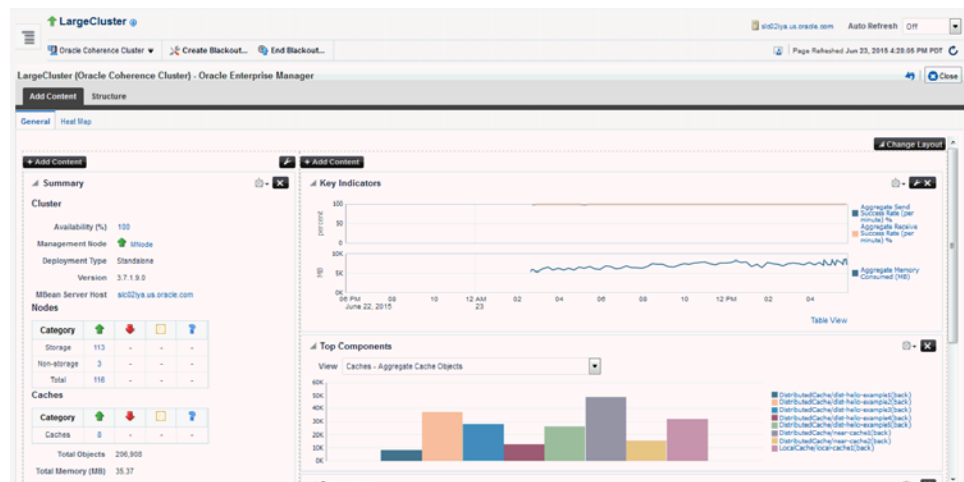 LargeCluster
slc02iya.us.oracle.com Auto Refresh Off
Oracle Coherence Cluster Create Blackout... End Blackout...
Page Refreshed Jun 23, 2015 4:28:05 PM PDT
LargeCluster (Oracle Coherence Cluster) - Oracle Enterprise Manager
Close
Add Content Structure
General Heat Map
Change Layout
+ Add Content
Summary
Cluster
Availability (%) 100
Management Node MNode
Deployment Type Standalone
Version 3.7.1.9.0
MBean Server Host slc02iya.us.oracle.com
Nodes
Category
Storage 113 - - -
Non-storage 3 - - -
Total 116 - - -
Caches
Category
Caches 8 - - -
Total Objects 206,908
Total Memory (MB) 35.37
+ Add Content
Key Indicators
percent
100
50
0
Aggregate Send
Success Rate (per
minute) %
Aggregate Receive
Success Rate (per
minute) %
MB
10K
5K
0K
Aggregate Memory
Consumed (MB)
06 PM 08 10 12 AM 02 04 06 08 10 12 PM 02 04
June 22, 2015 23
Table View
Top Components
View Caches - Aggregate Cache Objects
60K
50K
40K
30K
20K
10K
0K
DistributedCache/dist-hello-example1(back)
DistributedCache/dist-hello-example2(back)
DistributedCache/dist-hello-example3(back)
DistributedCache/dist-hello-example4(back)
DistributedCache/dist-hello-example5(back)
DistributedCache/near-cache1(back)
DistributedCache/near-cache2(back)
LocalCache/local-cache1(back)